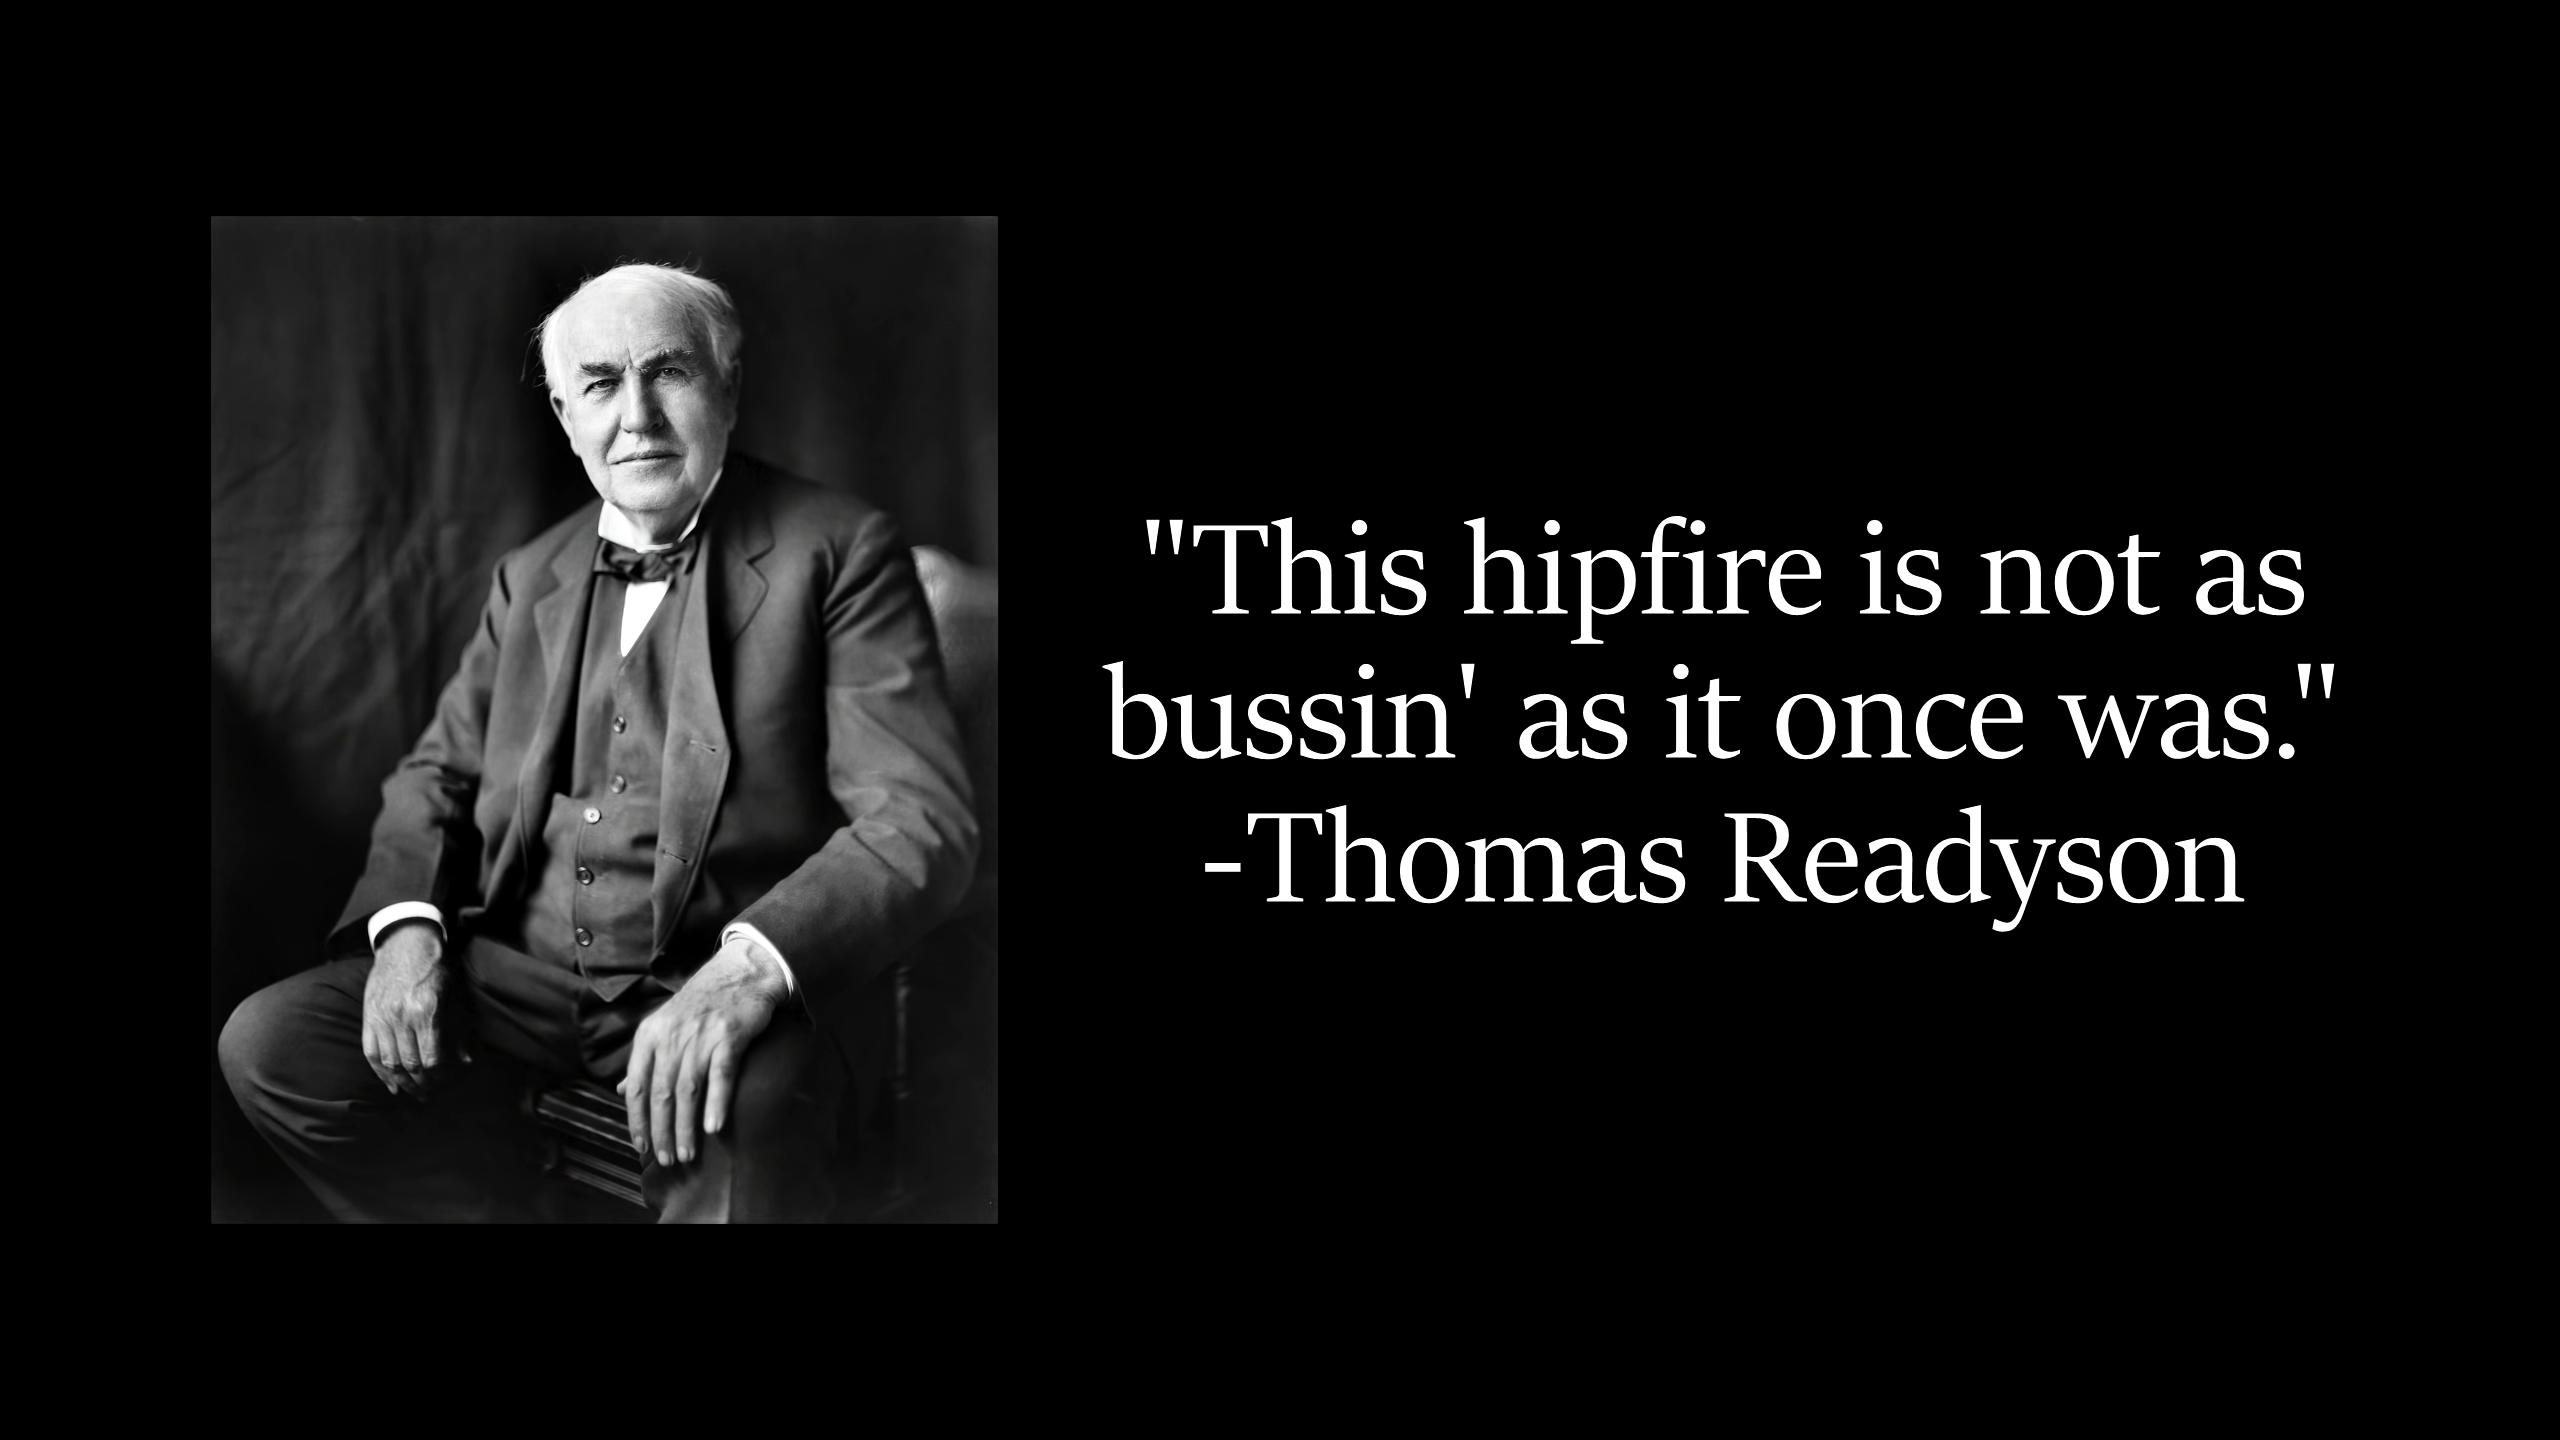 "This hipfire is not as
bussin' as it once was."
-Thomas Readyson